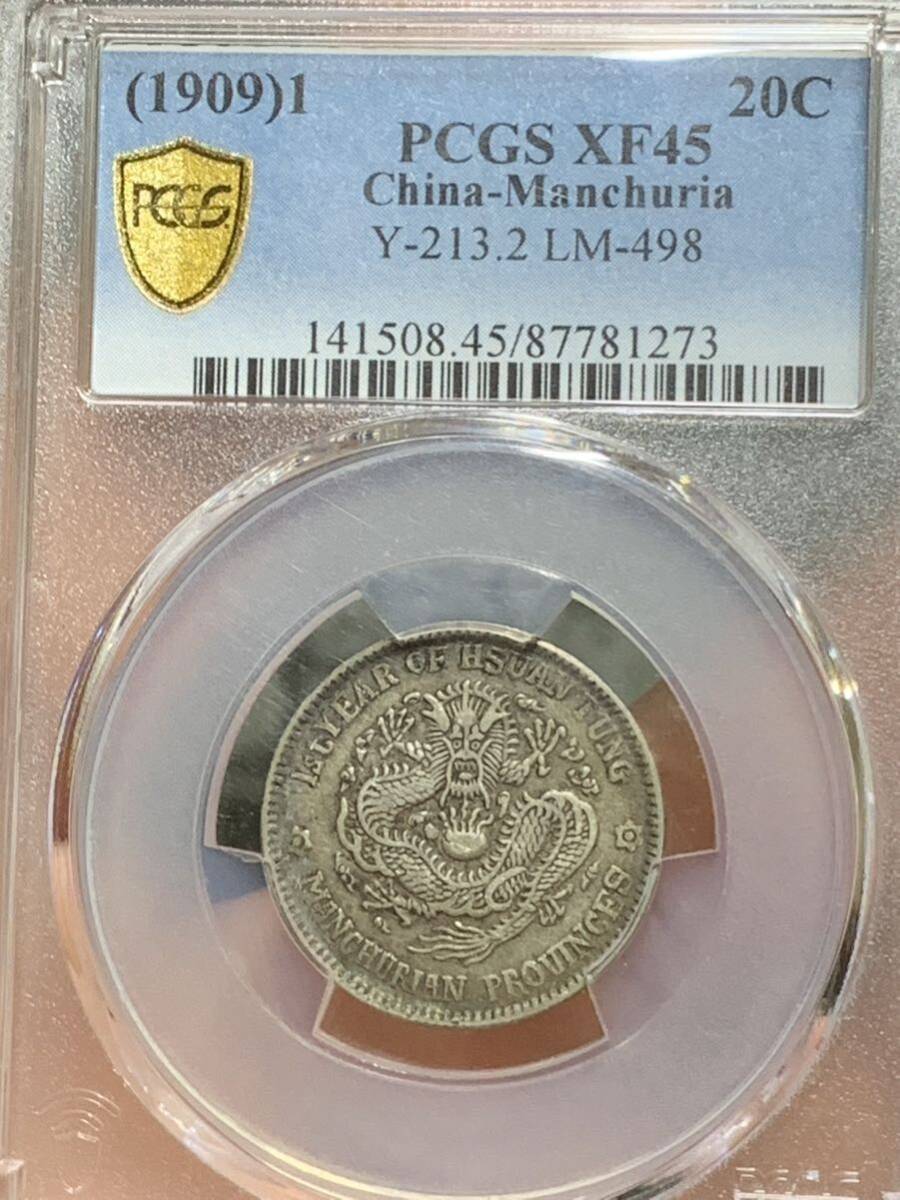 (1909)1 20C
PCGS XF45
China-Manchuria
Y-213.2 LM-498
PCGS
141508.45/87781273
1st YEAR OF HSUAN TUNG
MANCHURIAN PROVINCES